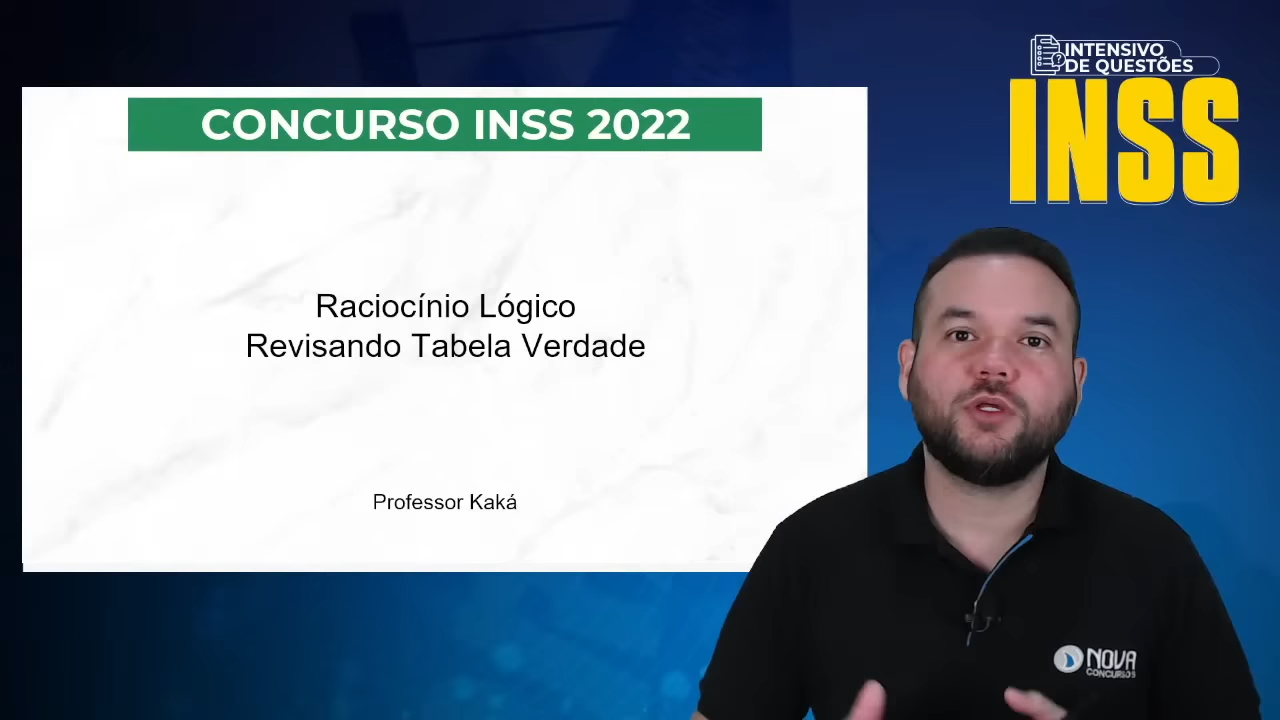 INTENSIVO
DE QUESTÕES
INSS
CONCURSO INSS 2022
Raciocínio Lógico
Revisando Tabela Verdade
Professor Kaká
NOVA
CONCURSOS